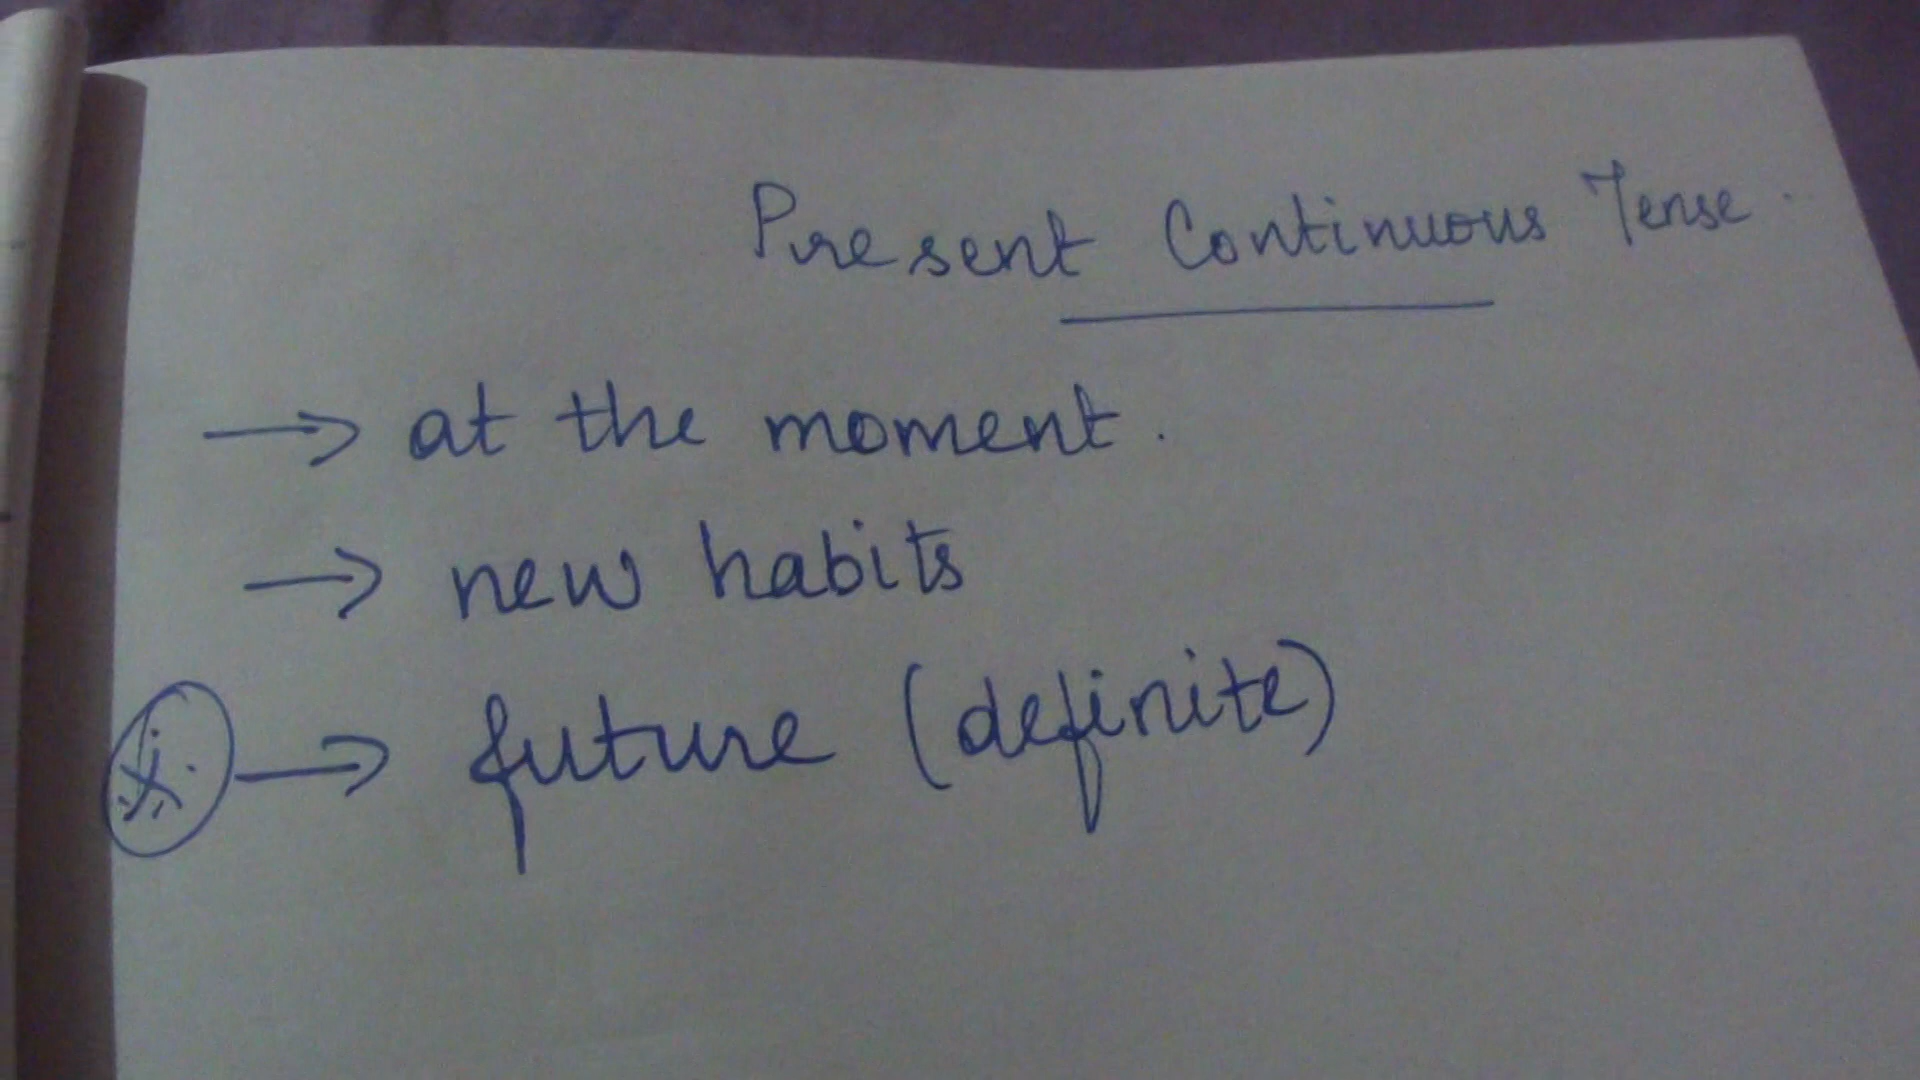 Present Continuous Tense.
→ at the moment.
→ new habits
→ future (definite)